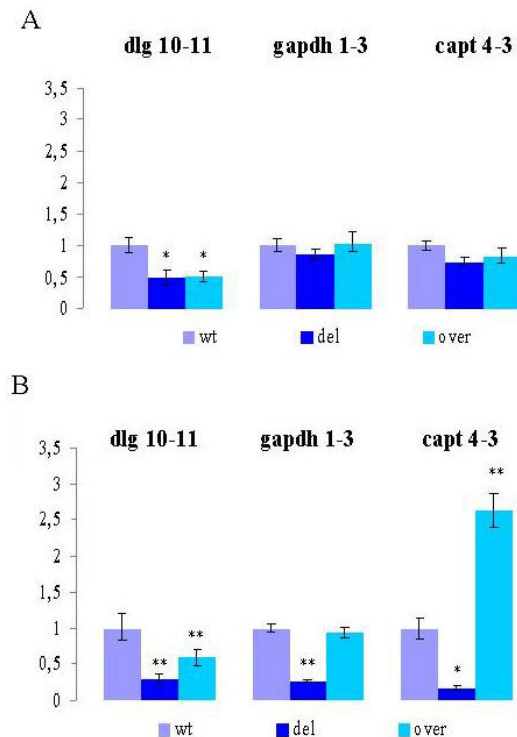 A
dlg 10-11 gapdh 1-3 capt 4-3
3,5
3
2,5
2
1,5
1
0,5
0
* *
wt del over
B
dlg 10-11 gapdh 1-3 capt 4-3
3,5
3
2,5
2
1,5
1
0,5
0
** ** ** * **
wt del over